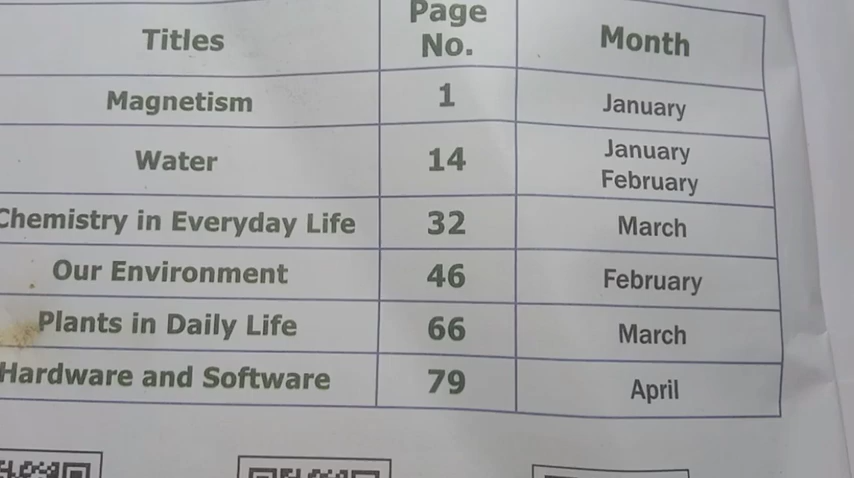 Titles Page No. Month
Magnetism 1 January
Water 14 January February
Chemistry in Everyday Life 32 March
Our Environment 46 February
Plants in Daily Life 66 March
Hardware and Software 79 April